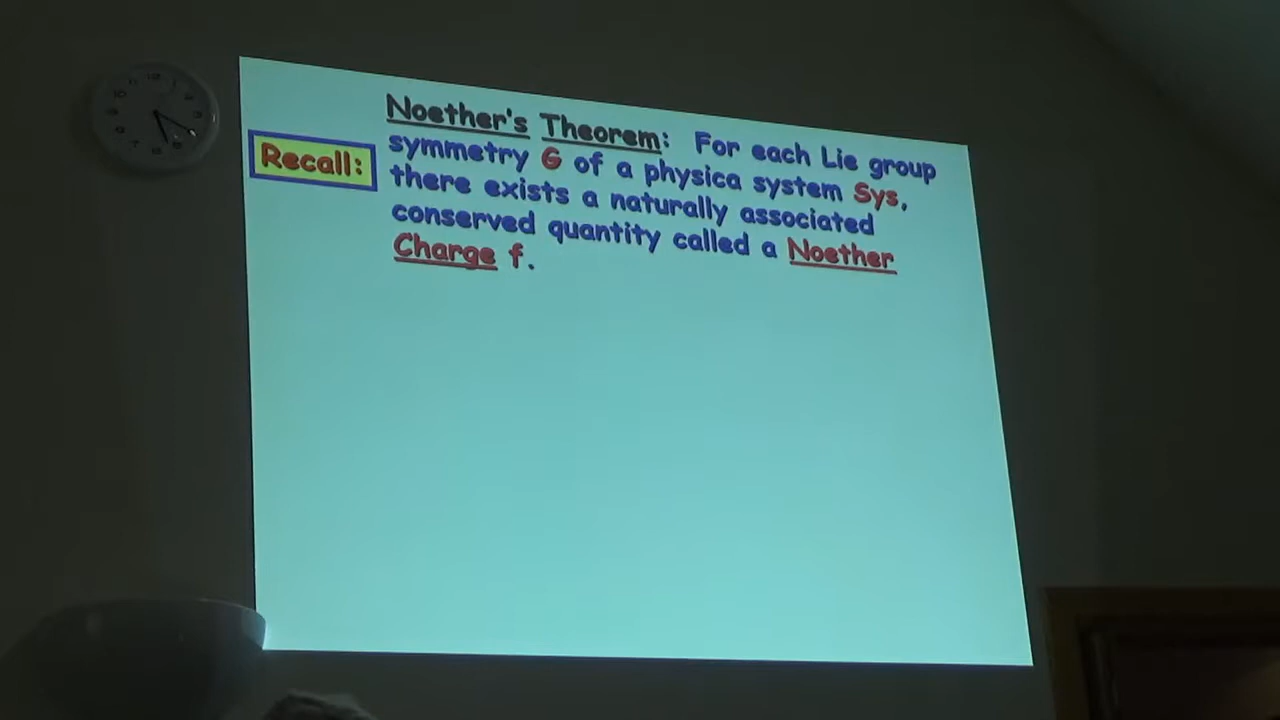 Noether's Theorem: For each Lie group
Recall: symmetry G of a physica system Sys,
there exists a naturally associated
conserved quantity called a Noether
Charge f.